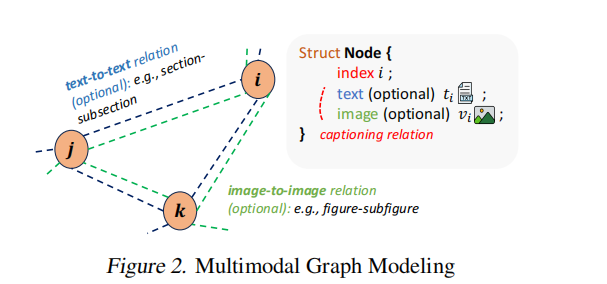 text-to-text relation
(optional): e.g., section-
subsection
i
j
k
Struct Node {
index i ;
text (optional) tᵢ TEXT ;
image (optional) vᵢ ;
} captioning relation
image-to-image relation
(optional): e.g., figure-subfigure
Figure 2. Multimodal Graph Modeling